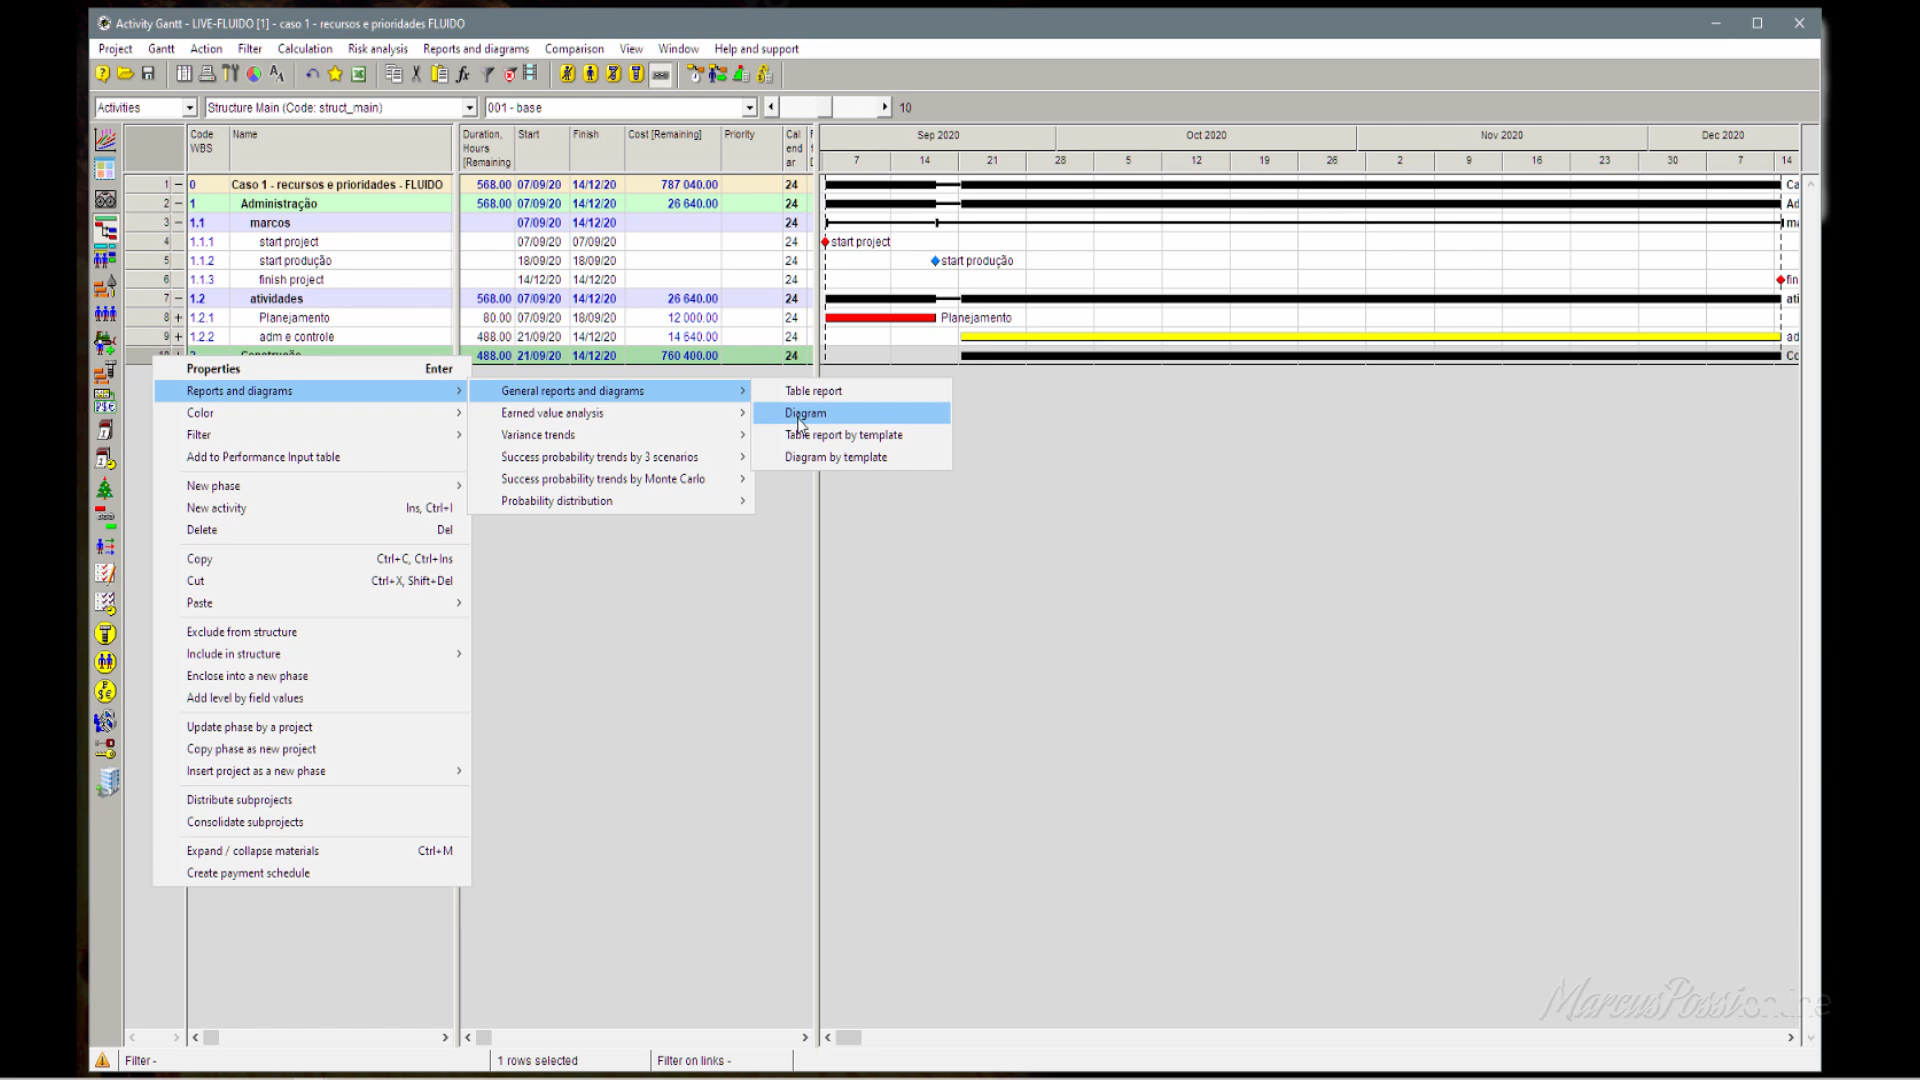 Activity Gantt - LIVE-FLUIDO [1] - caso 1 - recursos e prioridades FLUIDO
Project Gantt Action Filter Calculation Risk analysis Reports and diagrams Comparison View Window Help and support
Activities Structure Main (Code: struct_main) 001 - base 10
Code WBS Name Duration, Hours [Remaining Start Finish Cost [Remaining] Priority Cal end ar
Sep 2020 Oct 2020 Nov 2020 Dec 2020
7 14 21 28 5 12 19 26 2 9 16 23 30 7 14
1 0 Caso 1 - recursos e prioridades - FLUIDO 568.00 07/09/20 14/12/20 787 040.00 24 Ca
2 1 Administração 568.00 07/09/20 14/12/20 26 640.00 24 Ad
3 1.1 marcos 07/09/20 14/12/20 24 ma
4 1.1.1 start project 07/09/20 07/09/20 24 start project
5 1.1.2 start produção 18/09/20 18/09/20 24 start produção
6 1.1.3 finish project 14/12/20 14/12/20 24 fin
7 1.2 atividades 568.00 07/09/20 14/12/20 26 640.00 24 ati
8 1.2.1 Planejamento 80.00 07/09/20 18/09/20 12 000.00 24 Planejamento
9 1.2.2 adm e controle 488.00 21/09/20 14/12/20 14 640.00 24 ad
10 2 Construção 488.00 21/09/20 14/12/20 760 400.00 24 Co
Properties Enter
Reports and diagrams
Color
Filter
Add to Performance Input table
New phase
New activity Ins, Ctrl+I
Delete Del
Copy Ctrl+C, Ctrl+Ins
Cut Ctrl+X, Shift+Del
Paste
Exclude from structure
Include in structure
Enclose into a new phase
Add level by field values
Update phase by a project
Copy phase as new project
Insert project as a new phase
Distribute subprojects
Consolidate subprojects
Expand / collapse materials Ctrl+M
Create payment schedule
General reports and diagrams
Earned value analysis
Variance trends
Success probability trends by 3 scenarios
Success probability trends by Monte Carlo
Probability distribution
Table report
Diagram
Table report by template
Diagram by template
MarcusPossi online
Filter - 1 rows selected Filter on links -